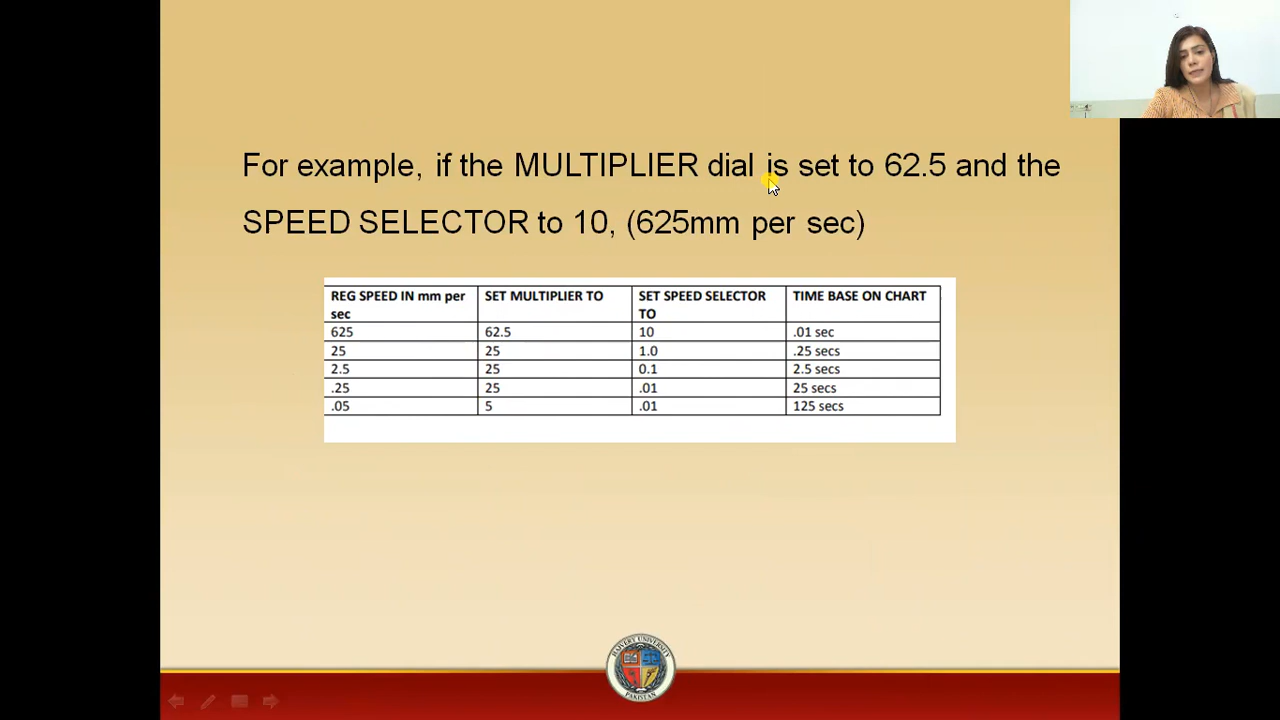 For example, if the MULTIPLIER dial is set to 62.5 and the
SPEED SELECTOR to 10, (625mm per sec)
REG SPEED IN mm per sec SET MULTIPLIER TO SET SPEED SELECTOR TO TIME BASE ON CHART
625 62.5 10 .01 sec
25 25 1.0 .25 secs
2.5 25 0.1 2.5 secs
.25 25 .01 25 secs
.05 5 .01 125 secs
PAKISTAN